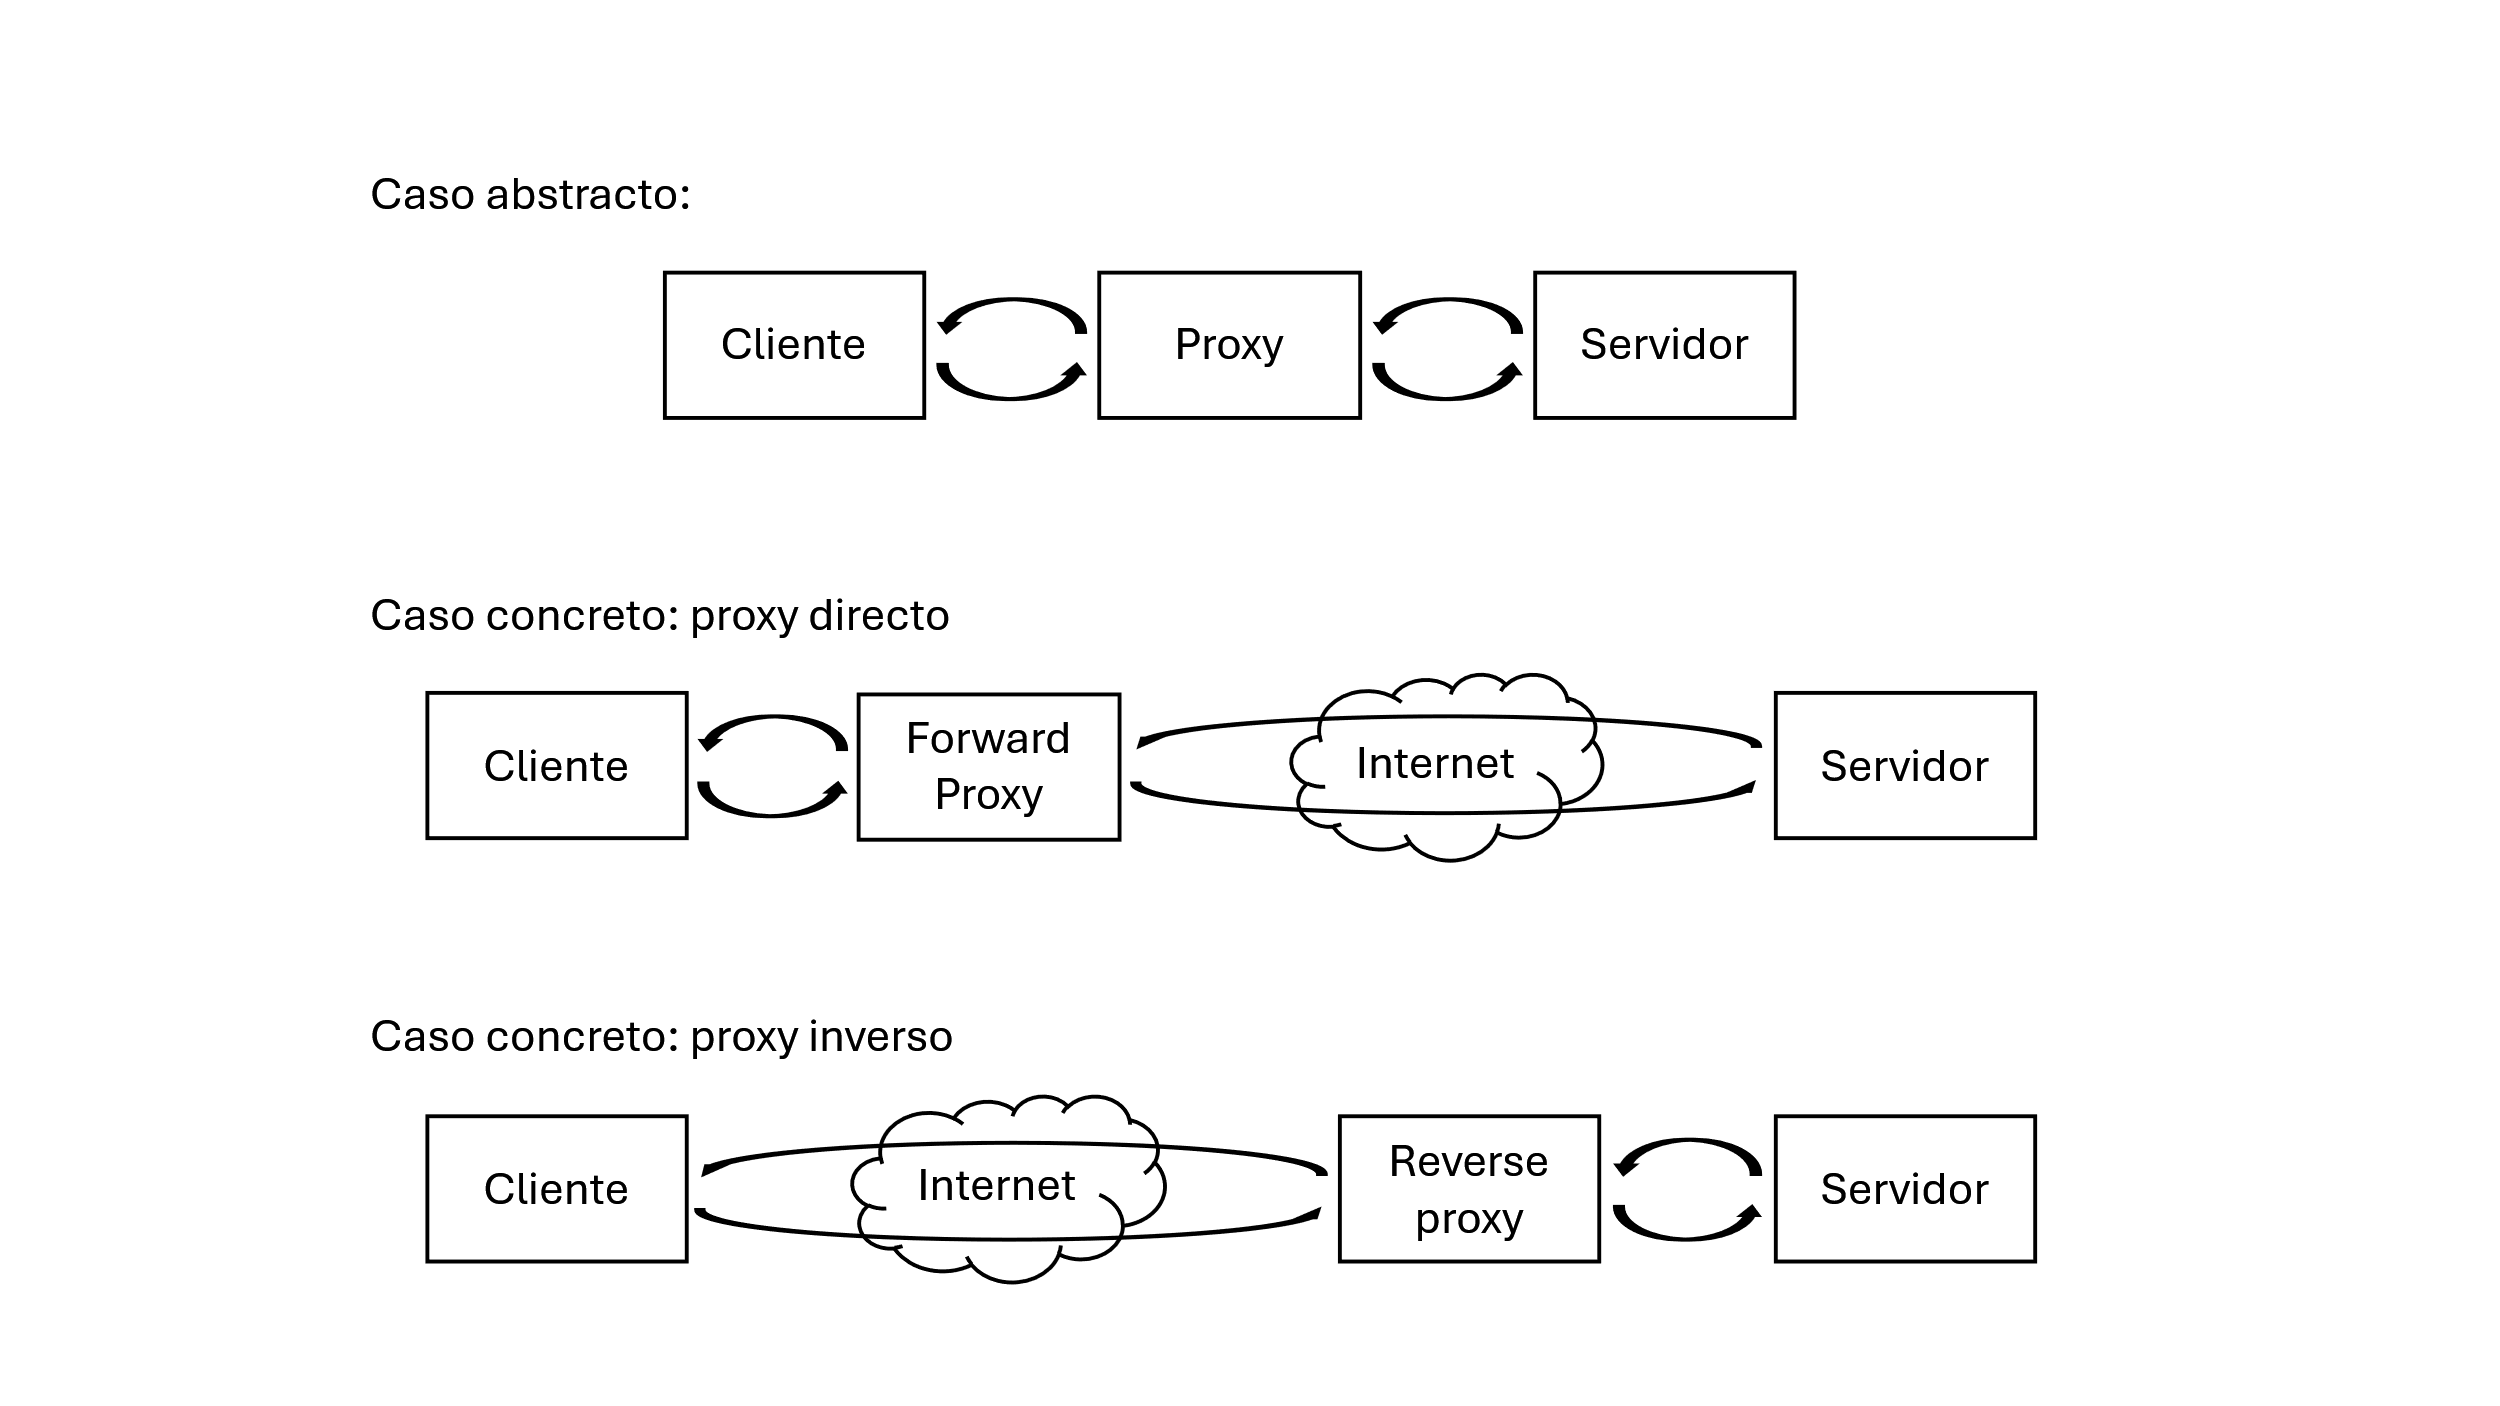 Caso abstracto:
Cliente
Proxy
Servidor
Caso concreto: proxy directo
Cliente
Forward
Proxy
Internet
Servidor
Caso concreto: proxy inverso
Cliente
Internet
Reverse
proxy
Servidor